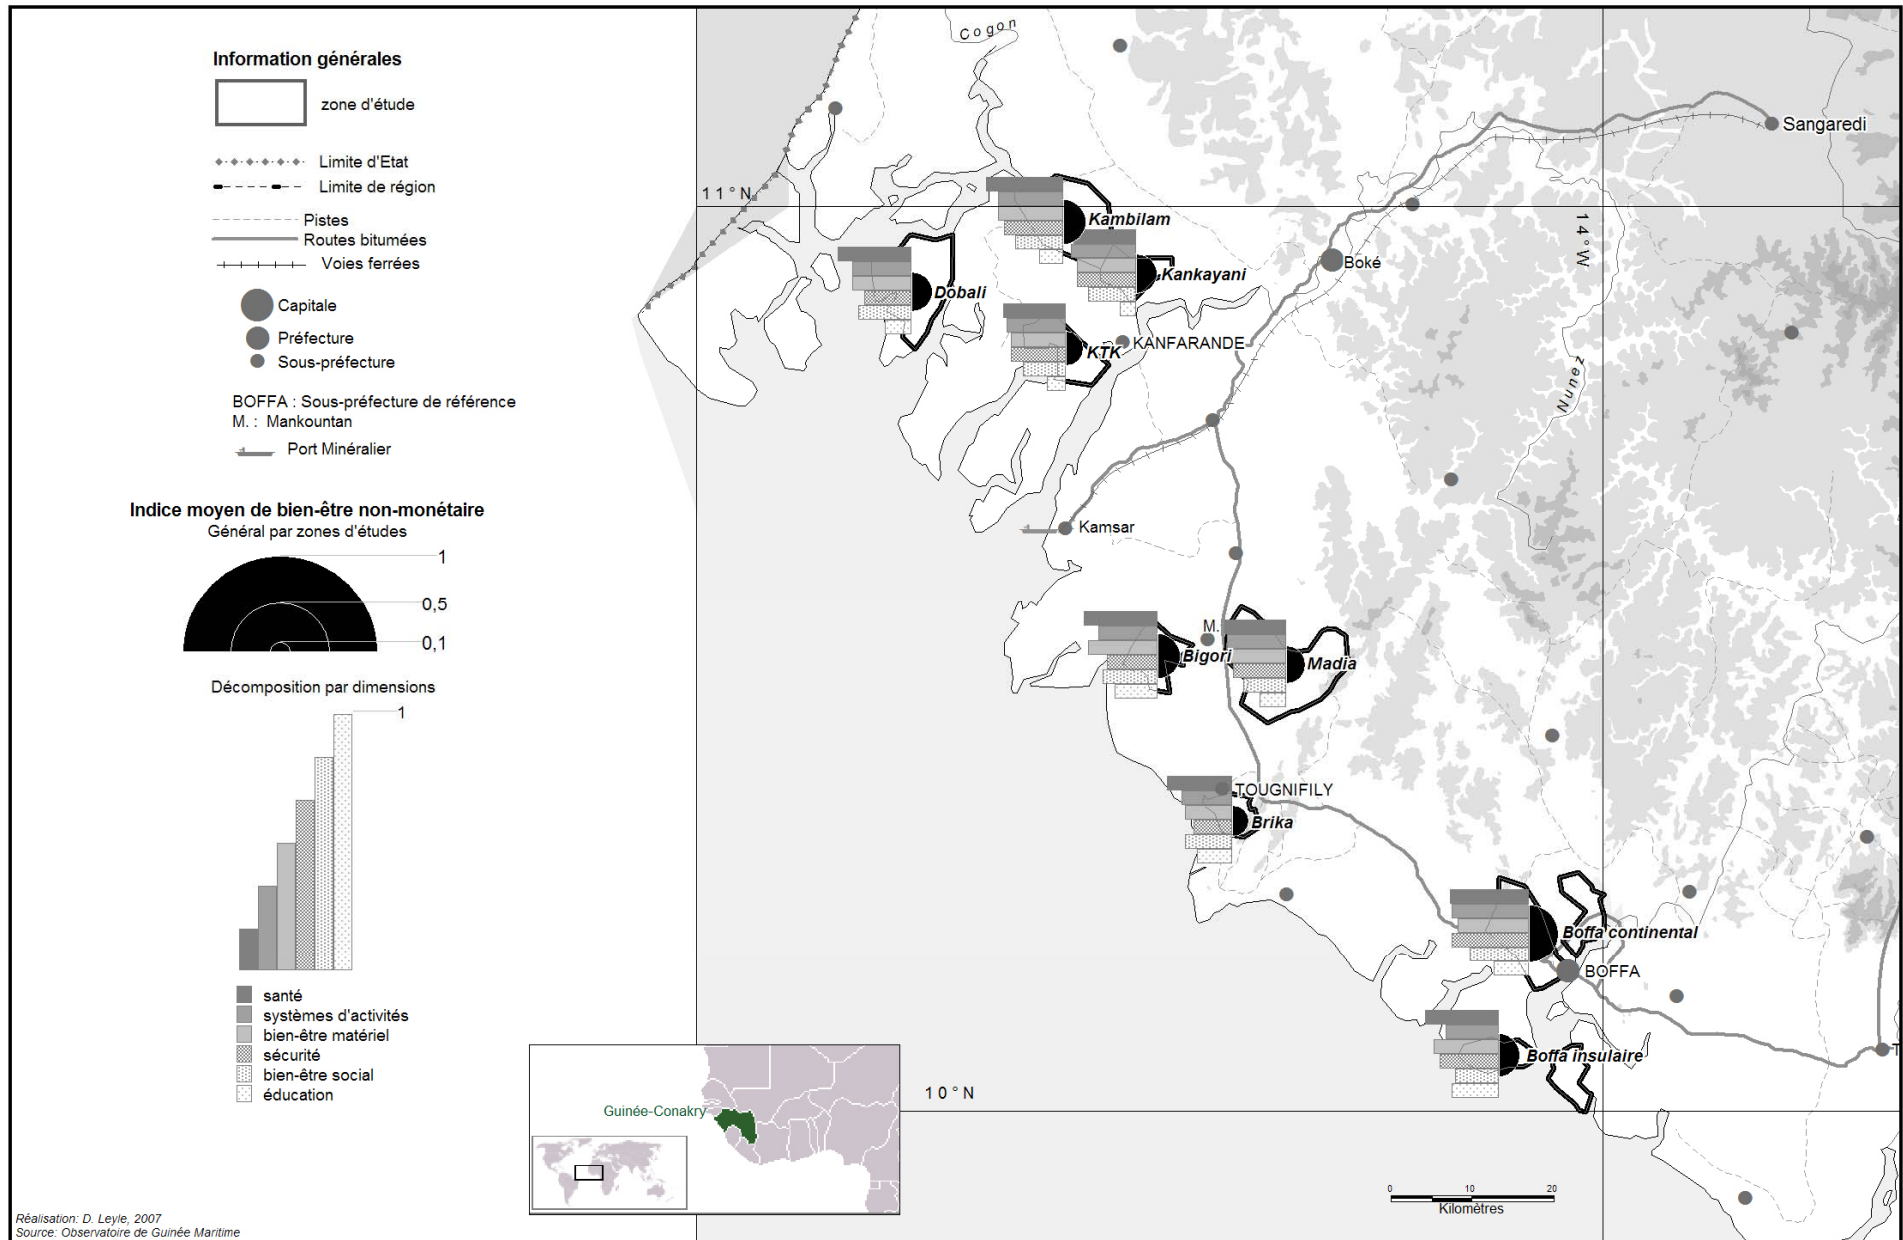 Information générales
zone d'étude
Limite d'Etat
Limite de région
Pistes
Routes bitumées
Voies ferrées
Capitale
Préfecture
Sous-préfecture
BOFFA : Sous-préfecture de référence
M. : Mankountan
Port Minéralier
Indice moyen de bien-être non-monétaire
Général par zones d'études
1
0,5
0,1
Décomposition par dimensions
1
santé
systèmes d'activités
bien-être matériel
sécurité
bien-être social
éducation
Réalisation: D. Leyle, 2007
Source: Observatoire de Guinée Maritime
Guinée-Conakry
Cogon
Sangaredi
11°N
14°W
Kambilam
Kankayani
Boké
Dobali
KTK
KANFARANDE
Nunez
Kamsar
M.
Bigori
Madia
TOUGNIFILY
Brika
Boffa continental
BOFFA
Boffa insulaire
T
10°N
0 10 20
Kilomètres